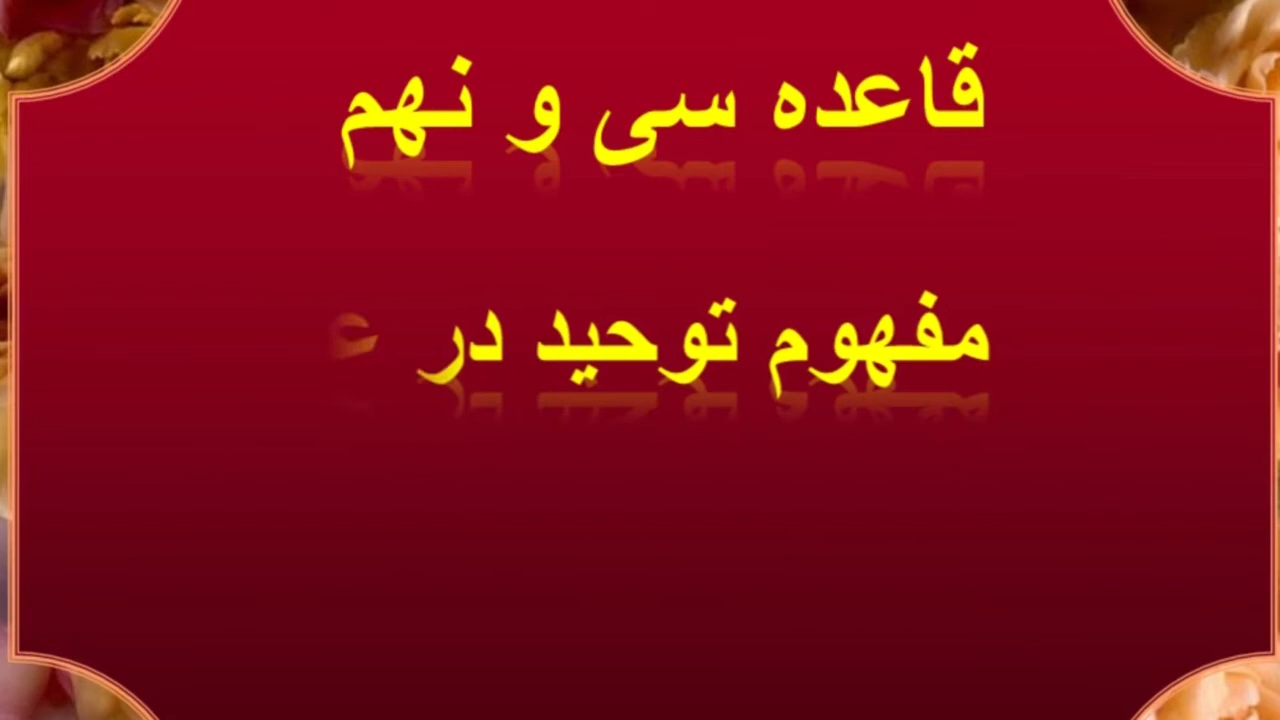 قاعده سی و نهم
مفهوم توحید در